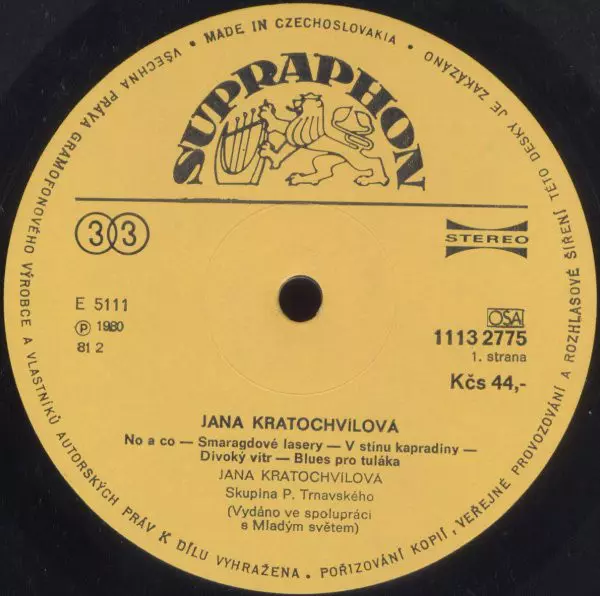 • MADE IN CZECHOSLOVAKIA •
VŠECHNA PRÁVA GRAMOFONOVÉHO VÝROBCE A VLASTNÍKŮ AUTORSKÝCH PRÁV K DÍLU VYHRAŽENA. • POŘIZOVÁNÍ KOPIÍ, VEŘEJNÉ PROVOZOVÁNÍ A ROZHLASOVÉ ŠÍŘENÍ TÉTO DESKY JE ZAKÁZÁNO
SUPRAPHON
33
STEREO
E 5111
℗ 1980
81 2
OSA
1113 2775
1. strana
Kčs 44,-
JANA KRATOCHVÍLOVÁ
No a co — Smaragdové lasery — V stínu kapradiny —
Divoký vítr — Blues pro tuláka
JANA KRATOCHVÍLOVÁ
Skupina P. Trnavského
(Vydáno ve spolupráci
s Mladým světem)